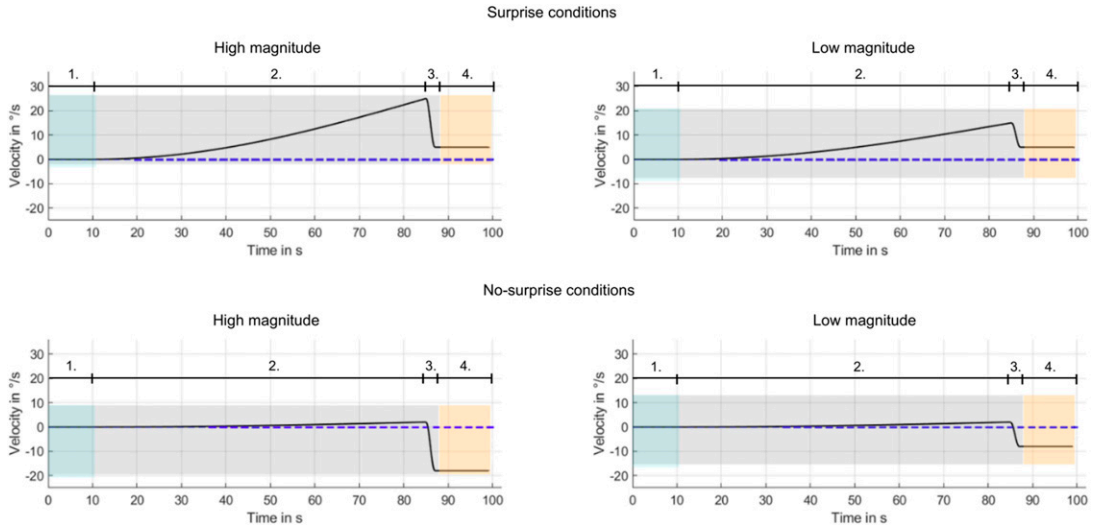 Surprise conditions
High magnitude
1. 2. 3. 4.
30
20
10
0
-10
-20
Velocity in °/s
0 10 20 30 40 50 60 70 80 90 100
Time in s
Low magnitude
1. 2. 3. 4.
30
20
10
0
-10
-20
Velocity in °/s
0 10 20 30 40 50 60 70 80 90 100
Time in s
No-surprise conditions
High magnitude
1. 2. 3. 4.
30
20
10
0
-10
-20
Velocity in °/s
0 10 20 30 40 50 60 70 80 90 100
Time in s
Low magnitude
1. 2. 3. 4.
30
20
10
0
-10
-20
Velocity in °/s
0 10 20 30 40 50 60 70 80 90 100
Time in s